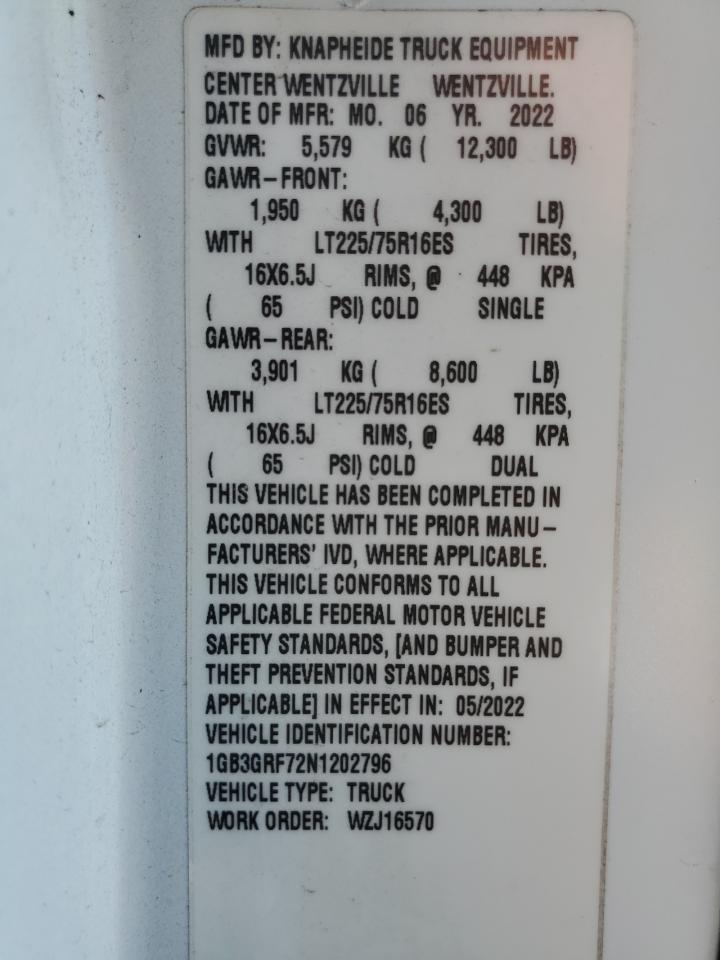 MFD BY: KNAPHEIDE TRUCK EQUIPMENT
CENTER WENTZVILLE WENTZVILLE.
DATE OF MFR: MO. 06 YR. 2022
GVWR: 5,579 KG ( 12,300 LB)
GAWR-FRONT:
1,950 KG ( 4,300 LB)
WITH LT225/75R16ES TIRES,
16X6.5J RIMS, @ 448 KPA
( 65 PSI) COLD SINGLE
GAWR-REAR:
3,901 KG ( 8,600 LB)
WITH LT225/75R16ES TIRES,
16X6.5J RIMS, @ 448 KPA
( 65 PSI) COLD DUAL
THIS VEHICLE HAS BEEN COMPLETED IN
ACCORDANCE WITH THE PRIOR MANU-
FACTURERS' IVD, WHERE APPLICABLE.
THIS VEHICLE CONFORMS TO ALL
APPLICABLE FEDERAL MOTOR VEHICLE
SAFETY STANDARDS, [AND BUMPER AND
THEFT PREVENTION STANDARDS, IF
APPLICABLE] IN EFFECT IN: 05/2022
VEHICLE IDENTIFICATION NUMBER:
1GB3GRF72N1202796
VEHICLE TYPE: TRUCK
WORK ORDER: WZJ16570